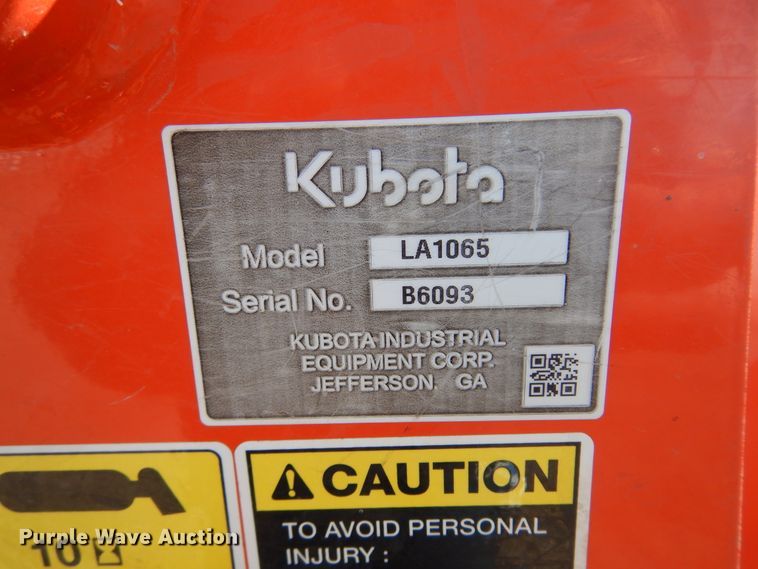 Kubota
Model LA1065
Serial No. B6093
KUBOTA INDUSTRIAL
EQUIPMENT CORP.
JEFFERSON, GA
CAUTION
TO AVOID PERSONAL
INJURY :
10
Purple Wave Auction